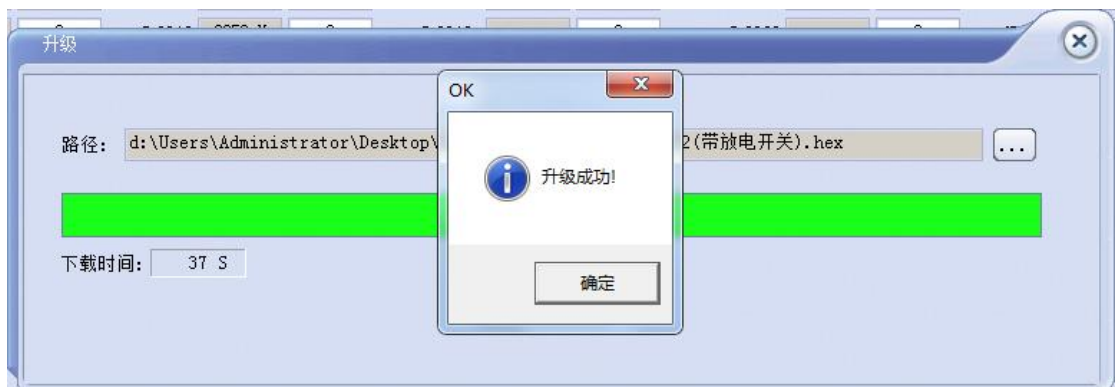 升级
OK
路径: d:\Users\Administrator\Desktop\ 2(带放电开关).hex ...
升级成功!
下载时间: 37 S
确定